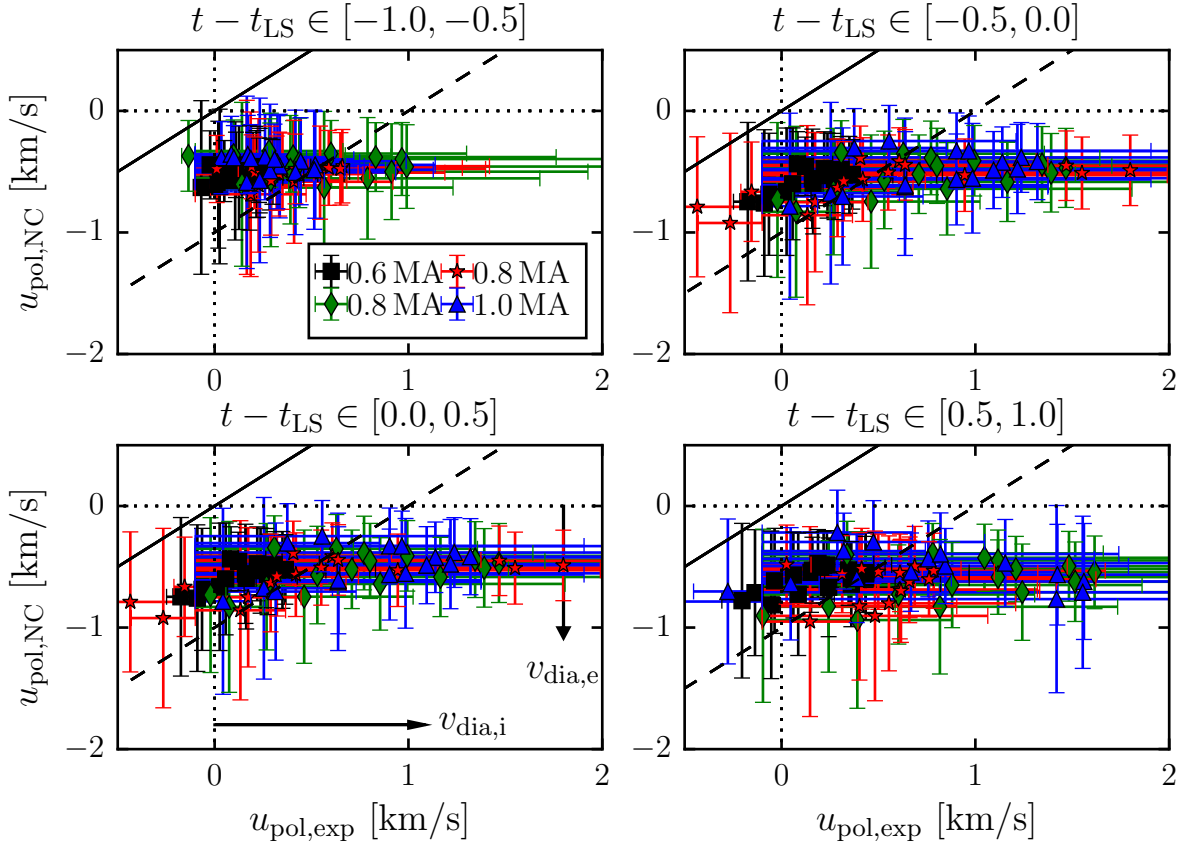 t − t_LS ∈ [−1.0, −0.5]
t − t_LS ∈ [−0.5, 0.0]
0
−1
−2
u_pol,NC [km/s]
0.6 MA
0.8 MA
0.8 MA
1.0 MA
0
1
2
0
−1
−2
0
1
2
t − t_LS ∈ [0.0, 0.5]
t − t_LS ∈ [0.5, 1.0]
0
−1
−2
u_pol,NC [km/s]
v_dia,e
v_dia,i
0
1
2
u_pol,exp [km/s]
0
−1
−2
0
1
2
u_pol,exp [km/s]